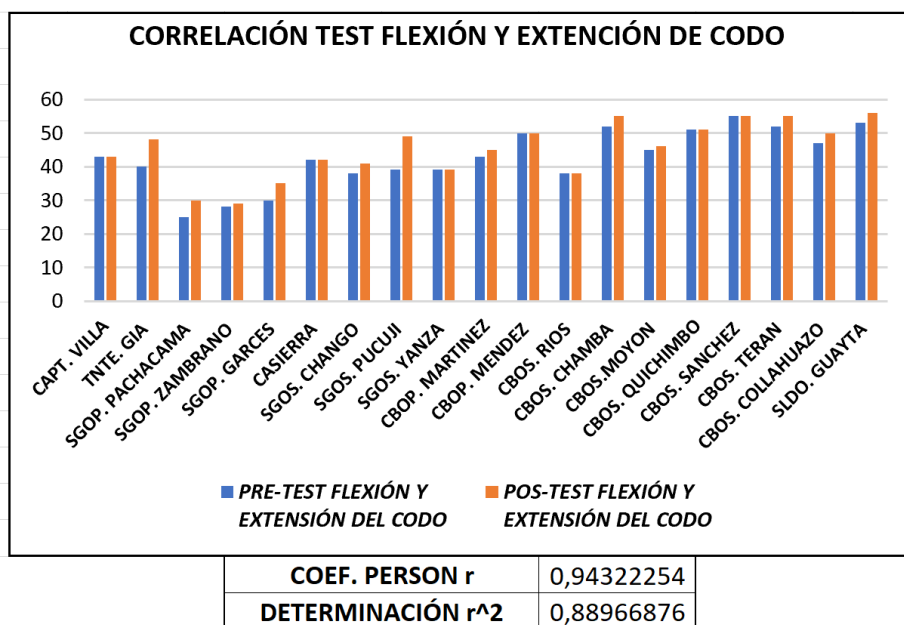 CORRELACIÓN TEST FLEXIÓN Y EXTENCIÓN DE CODO
60
50
40
30
20
10
0
CAPT. VILLA
TNTE. GIA
SGOP. PACHACAMA
SGOP. ZAMBRANO
SGOP. GARCES
CASIERRA
SGOS. CHANGO
SGOS. PUCUJI
SGOS. YANZA
CBOP. MARTINEZ
CBOP. MENDEZ
CBOS. RIOS
CBOS. CHAMBA
CBOS.MOYON
CBOS. QUICHIMBO
CBOS. SANCHEZ
CBOS. TERAN
CBOS. COLLAHUAZO
SLDO. GUAYTA
PRE-TEST FLEXIÓN Y
EXTENSIÓN DEL CODO
POS-TEST FLEXIÓN Y
EXTENSIÓN DEL CODO
COEF. PERSON r 0,94322254
DETERMINACIÓN r^2 0,88966876